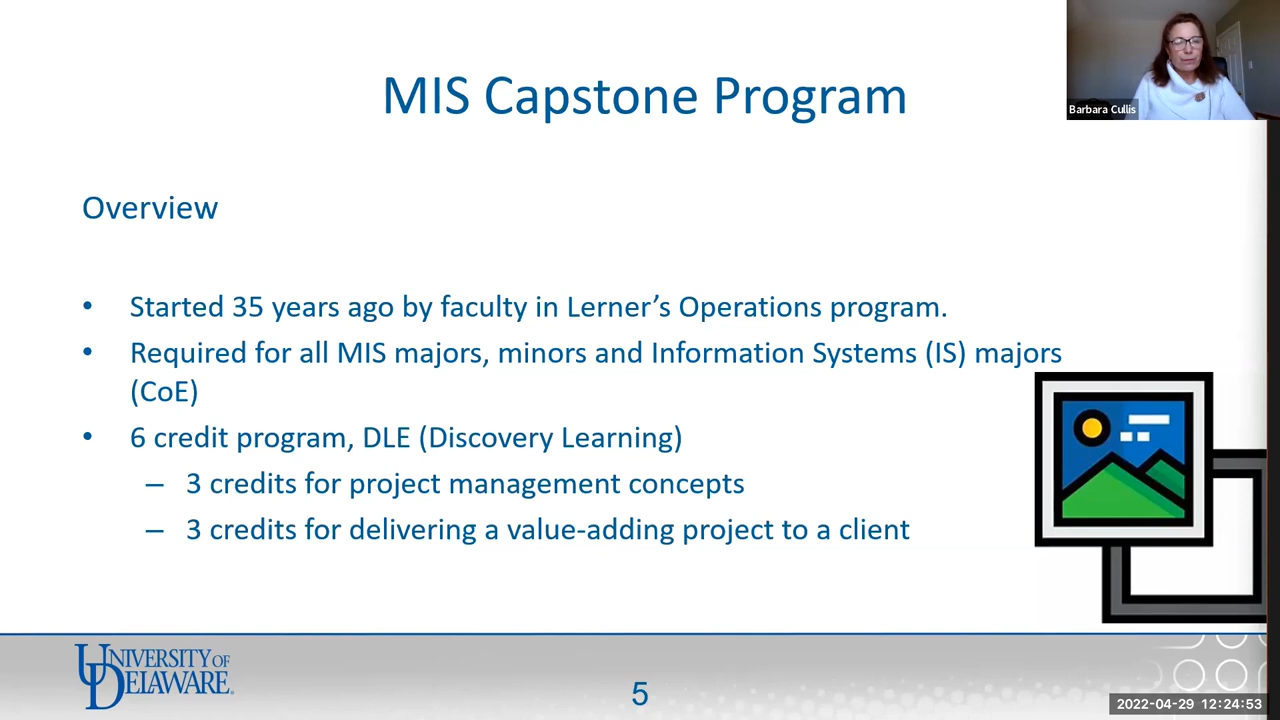 MIS Capstone Program
Barbara Cullis
Overview
• Started 35 years ago by faculty in Lerner’s Operations program.
• Required for all MIS majors, minors and Information Systems (IS) majors
(CoE)
• 6 credit program, DLE (Discovery Learning)
– 3 credits for project management concepts
– 3 credits for delivering a value-adding project to a client
UNIVERSITY OF
DELAWARE.
5
2022-04-29 12:24:53